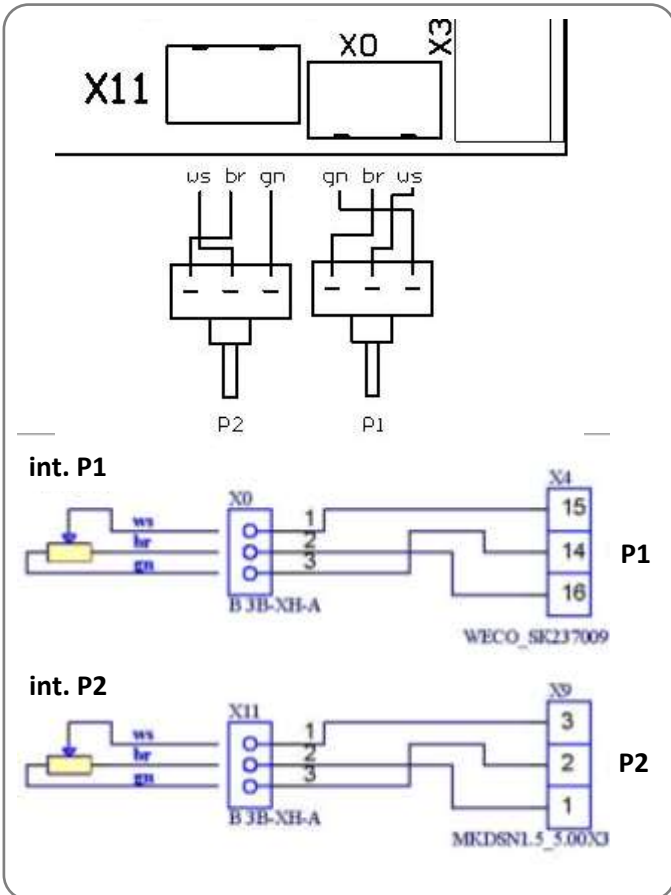 X11 X0 X3
ws br gn gn br ws
P2 P1
int. P1
X0 X4
ws 1 15
br 2 14 P1
gn 3 16
B 3B-XH-A
WECO_SK237009
int. P2
X11 X9
ws 1 3
br 2 2 P2
gn 3 1
B 3B-XH-A
MKDSN1.5_5.00X3